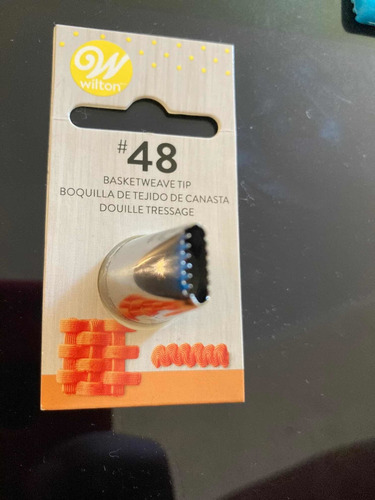 W
wilton
#48
BASKETWEAVE TIP
BOQUILLA DE TEJIDO DE CANASTA
DOUILLE TRESSAGE